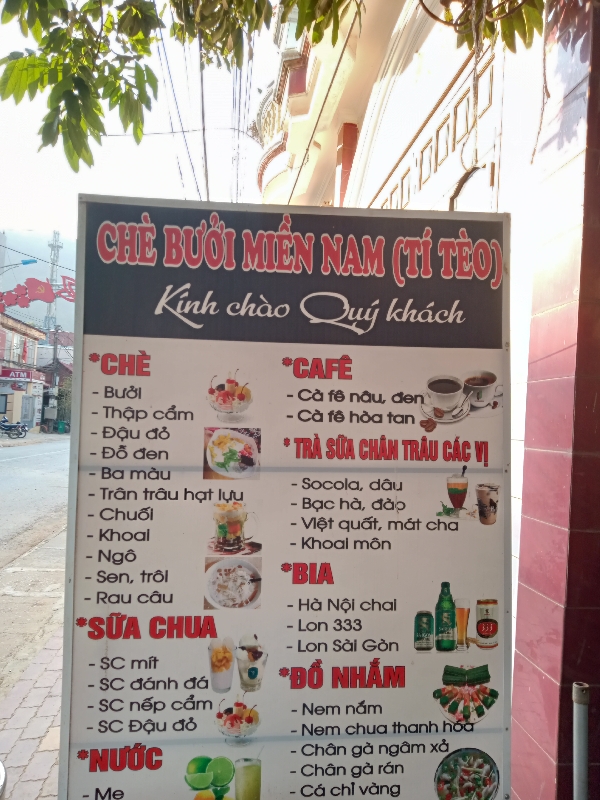 CHÈ BƯỞI MIỀN NAM (TÍ TÈO)
Kính chào Quý khách
*CHÈ
- Bưởi
- Thập cẩm
- Đậu đỏ
- Đỗ đen
- Ba màu
- Trân trâu hạt lựu
- Chuối
- Khoai
- Ngô
- Sen, trôi
- Rau câu
*SỮA CHUA
- SC mít
- SC đánh đá
- SC nếp cẩm
- SC Đậu đỏ
*NƯỚC
- Me
*CAFÊ
- Cà fê nâu, đen
- Cà fê hòa tan
* TRÀ SỮA CHÂN TRÂU CÁC VỊ
- Socola, dâu
- Bạc hà, đào
- Việt quất, mát cha
- Khoai môn
*BIA
- Hà Nội chai
- Lon 333
- Lon Sài Gòn
*ĐỒ NHẮM
- Nem nắm
- Nem chua thanh hóa
- Chân gà ngâm xả
- Chân gà rán
- Cá chỉ vàng
333
ATM